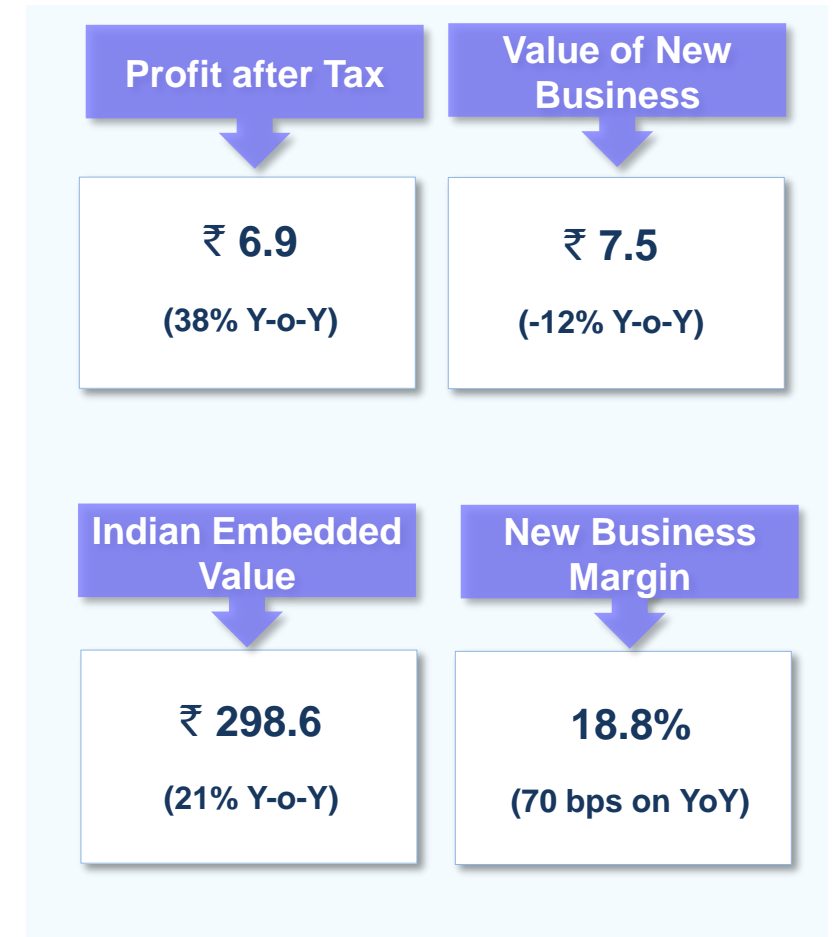 Profit after Tax
Value of New
Business
₹ 6.9
(38% Y-o-Y)
₹ 7.5
(-12% Y-o-Y)
Indian Embedded
Value
New Business
Margin
₹ 298.6
(21% Y-o-Y)
18.8%
(70 bps on YoY)